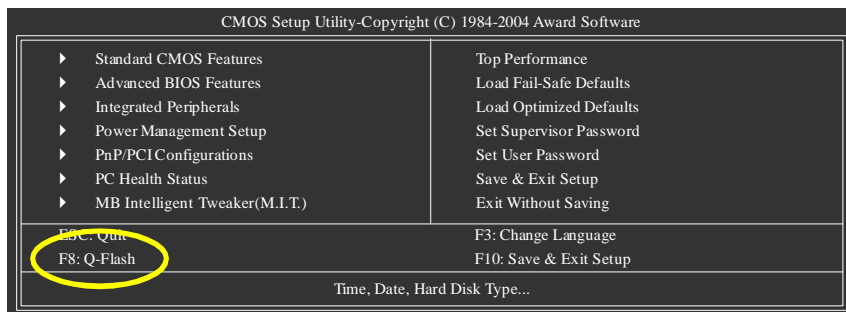 CMOS Setup Utility-Copyright (C) 1984-2004 Award Software
Standard CMOS Features
Advanced BIOS Features
Integrated Peripherals
Power Management Setup
PnP/PCI Configurations
PC Health Status
MB Intelligent Tweaker(M.I.T.)
Top Performance
Load Fail-Safe Defaults
Load Optimized Defaults
Set Supervisor Password
Set User Password
Save & Exit Setup
Exit Without Saving
ESC: Quit
F8: Q-Flash
F3: Change Language
F10: Save & Exit Setup
Time, Date, Hard Disk Type...